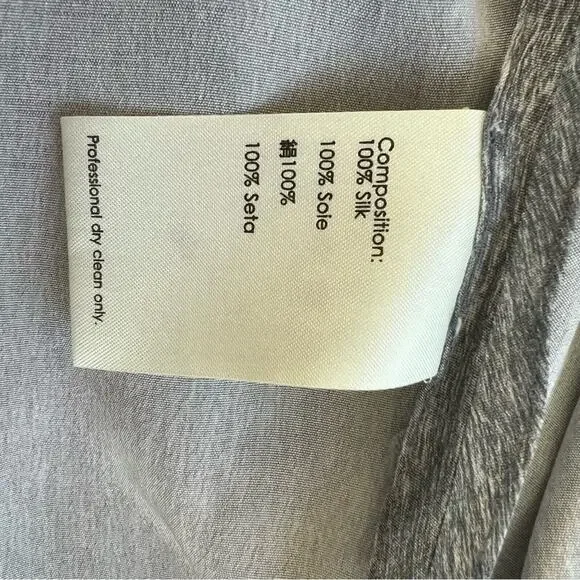 Composition:
100% Silk
100% Soie
絹100%
100% Seta
Professional dry clean only.